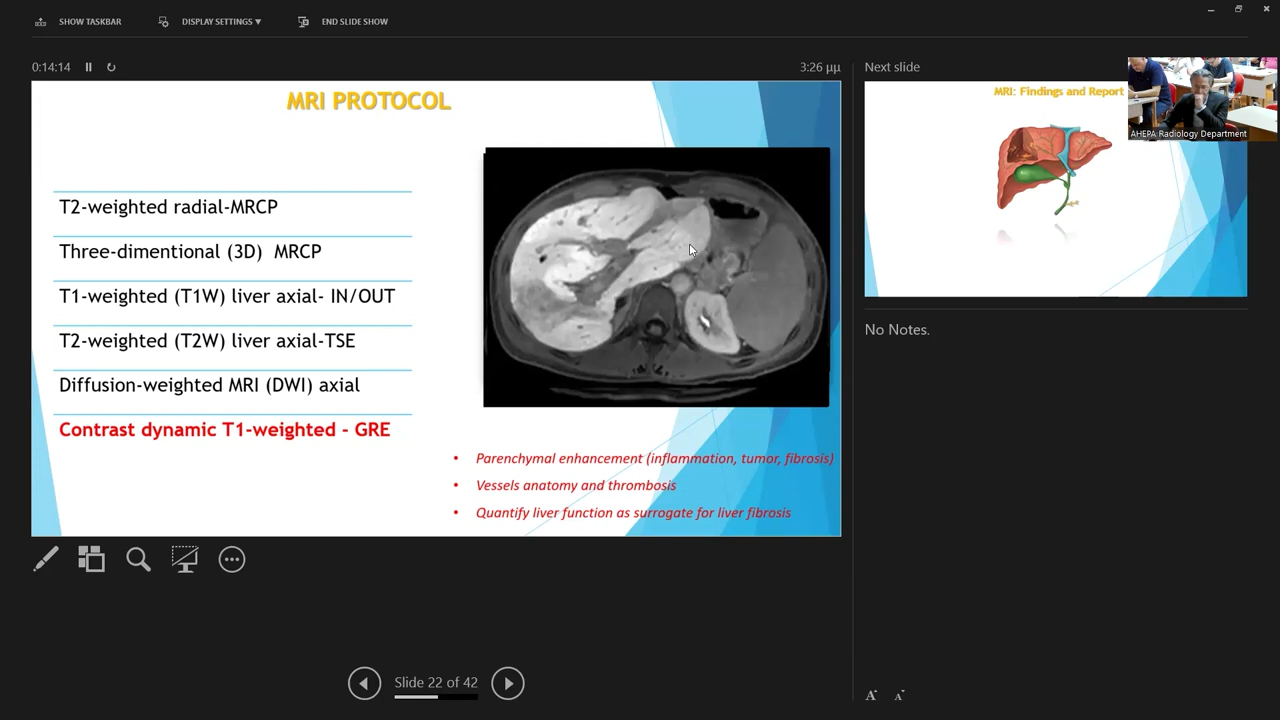 SHOW TASKBAR
DISPLAY SETTINGS ▼
END SLIDE SHOW
0:14:14
3:26 μμ
MRI PROTOCOL
T2-weighted radial-MRCP
Three-dimentional (3D) MRCP
T1-weighted (T1W) liver axial- IN/OUT
T2-weighted (T2W) liver axial-TSE
Diffusion-weighted MRI (DWI) axial
Contrast dynamic T1-weighted - GRE
• Parenchymal enhancement (inflammation, tumor, fibrosis)
• Vessels anatomy and thrombosis
• Quantify liver function as surrogate for liver fibrosis
Slide 22 of 42
Next slide
MRI: Findings and Report
AHEPA Radiology Department
No Notes.
A
A